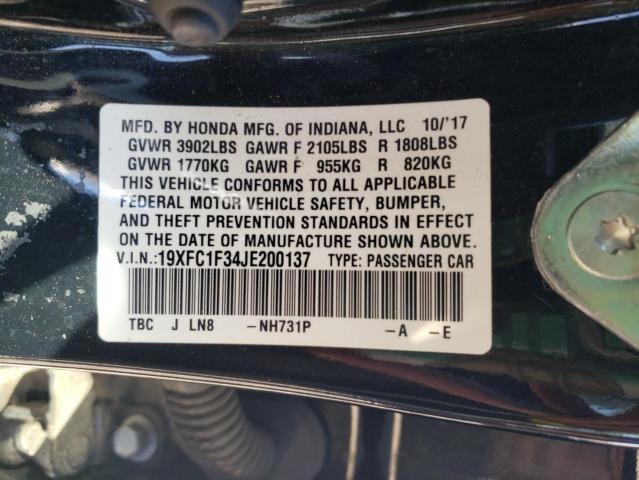 MFD. BY HONDA MFG. OF INDIANA, LLC 10/'17
GVWR 3902LBS GAWR F 2105LBS R 1808LBS
GVWR 1770KG GAWR F 955KG R 820KG
THIS VEHICLE CONFORMS TO ALL APPLICABLE
FEDERAL MOTOR VEHICLE SAFETY, BUMPER,
AND THEFT PREVENTION STANDARDS IN EFFECT
ON THE DATE OF MANUFACTURE SHOWN ABOVE.
V.I.N.:19XFC1F34JE200137 TYPE: PASSENGER CAR
TBC J LN8 -NH731P -A -E